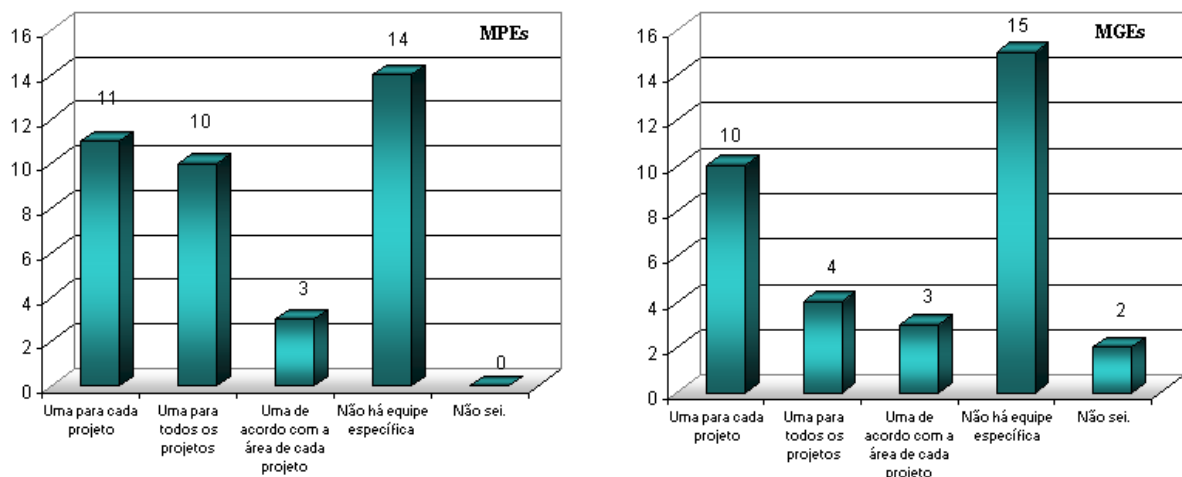 MPEs
16
14
12
10
8
6
4
2
0
11
10
3
14
0
Uma para cada
projeto
Uma para
todos os
projetos
Uma de
acordo com a
área de cada
projeto
Não há equipe
específica
Não sei.
MGEs
16
14
12
10
8
6
4
2
0
10
4
3
15
2
Uma para cada
projeto
Uma para
todos os
projetos
Uma de
acordo com a
área de cada
projeto
Não há equipe
específica
Não sei.